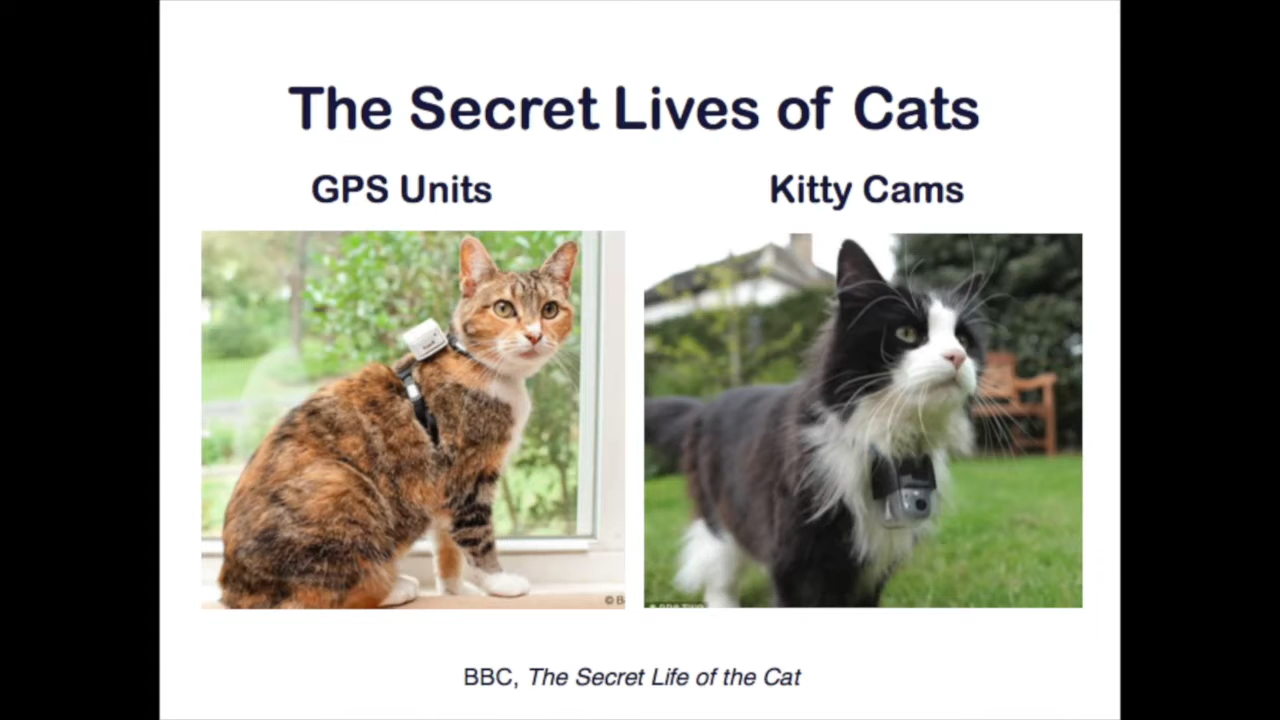 The Secret Lives of Cats
GPS Units
Kitty Cams
BBC, The Secret Life of the Cat